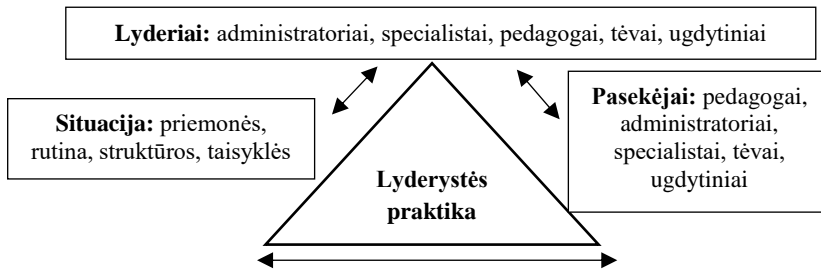 Lyderiai: administratoriai, specialistai, pedagogai, tėvai, ugdytiniai
Situacija: priemonės,
rutina, struktūros, taisyklės
Pasekėjai: pedagogai,
administratoriai,
specialistai, tėvai,
ugdytiniai
Lyderystės
praktika